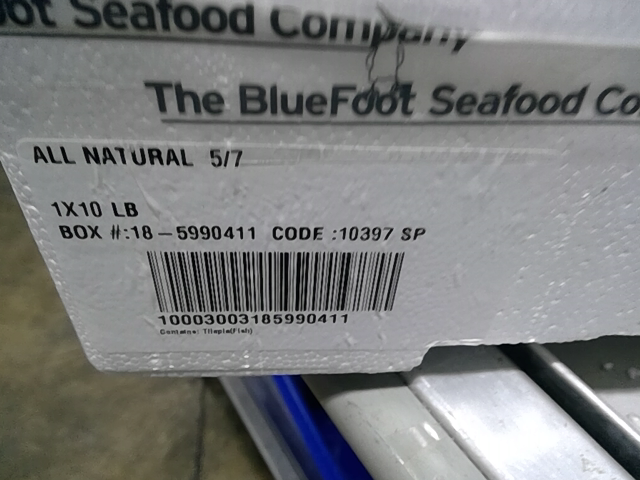 oot Seafood Company
The BlueFoot Seafood Co
ALL NATURAL 5/7
1X10 LB
BOX #:18-5990411 CODE :10397 SP
10003003185990411
Contains: Tilapia(Fish)